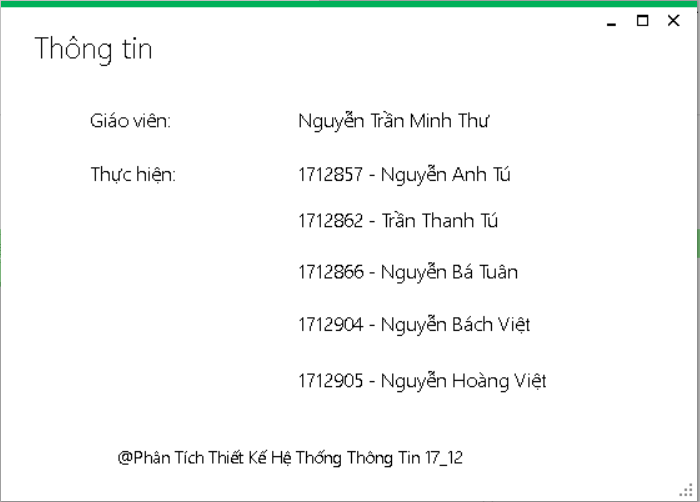 Thông tin
Giáo viên: Nguyễn Trần Minh Thư
Thực hiện: 1712857 - Nguyễn Anh Tú
1712862 - Trần Thanh Tú
1712866 - Nguyễn Bá Tuân
1712904 - Nguyễn Bách Việt
1712905 - Nguyễn Hoàng Việt
@Phân Tích Thiết Kế Hệ Thống Thông Tin 17_12